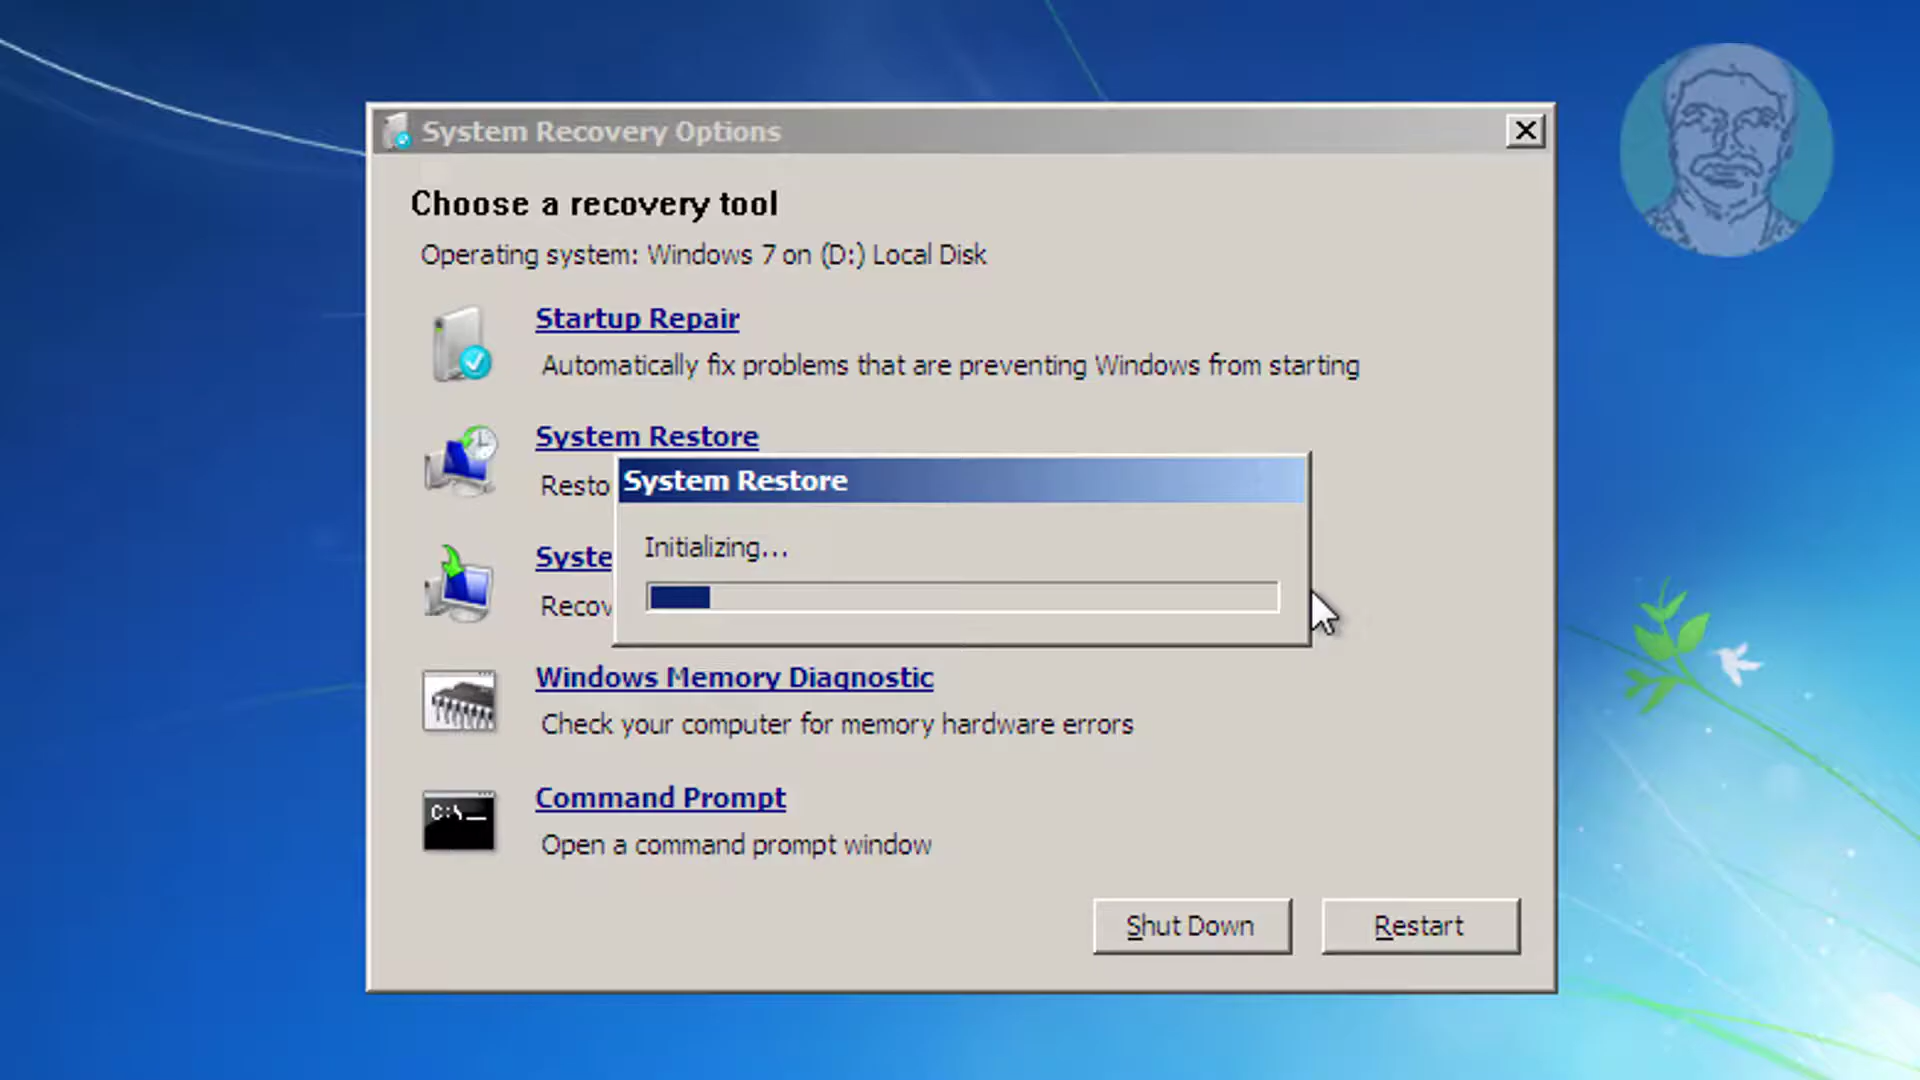 System Recovery Options
Choose a recovery tool
Operating system: Windows 7 on (D:) Local Disk
Startup Repair
Automatically fix problems that are preventing Windows from starting
System Restore
Resto
System Restore
Initializing...
Syste
Recov
Windows Memory Diagnostic
Check your computer for memory hardware errors
C:\_
Command Prompt
Open a command prompt window
Shut Down
Restart